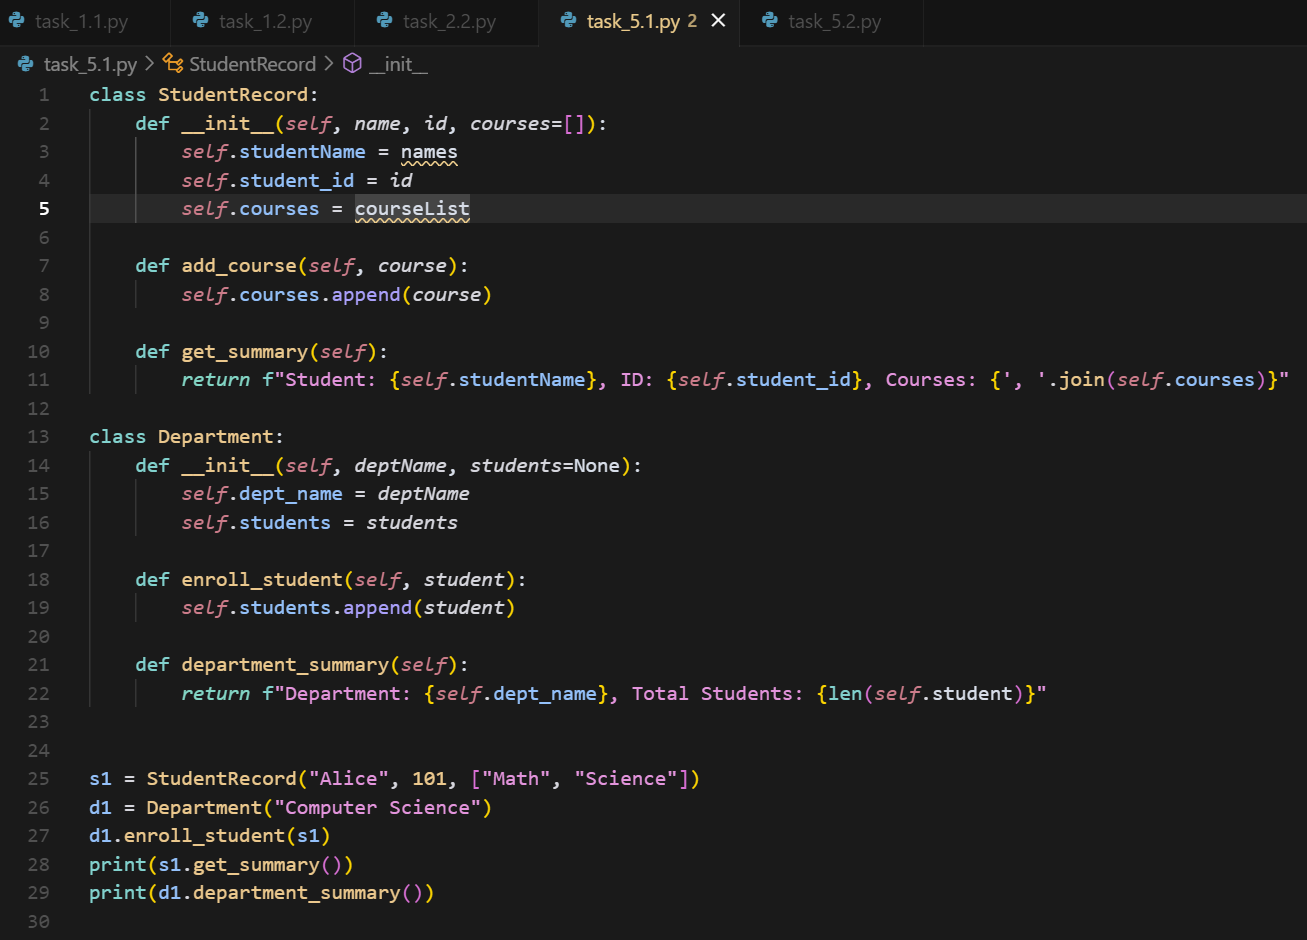 task_1.1.py task_1.2.py task_2.2.py task_5.1.py 2 task_5.2.py
task_5.1.py > StudentRecord > __init__
1 class StudentRecord:
2     def __init__(self, name, id, courses=[]):
3         self.studentName = names
4         self.student_id = id
5         self.courses = courseList
6
7     def add_course(self, course):
8         self.courses.append(course)
9
10     def get_summary(self):
11         return f"Student: {self.studentName}, ID: {self.student_id}, Courses: {', '.join(self.courses)}"
12
13 class Department:
14     def __init__(self, deptName, students=None):
15         self.dept_name = deptName
16         self.students = students
17
18     def enroll_student(self, student):
19         self.students.append(student)
20
21     def department_summary(self):
22         return f"Department: {self.dept_name}, Total Students: {len(self.student)}"
23
24
25 s1 = StudentRecord("Alice", 101, ["Math", "Science"])
26 d1 = Department("Computer Science")
27 d1.enroll_student(s1)
28 print(s1.get_summary())
29 print(d1.department_summary())
30